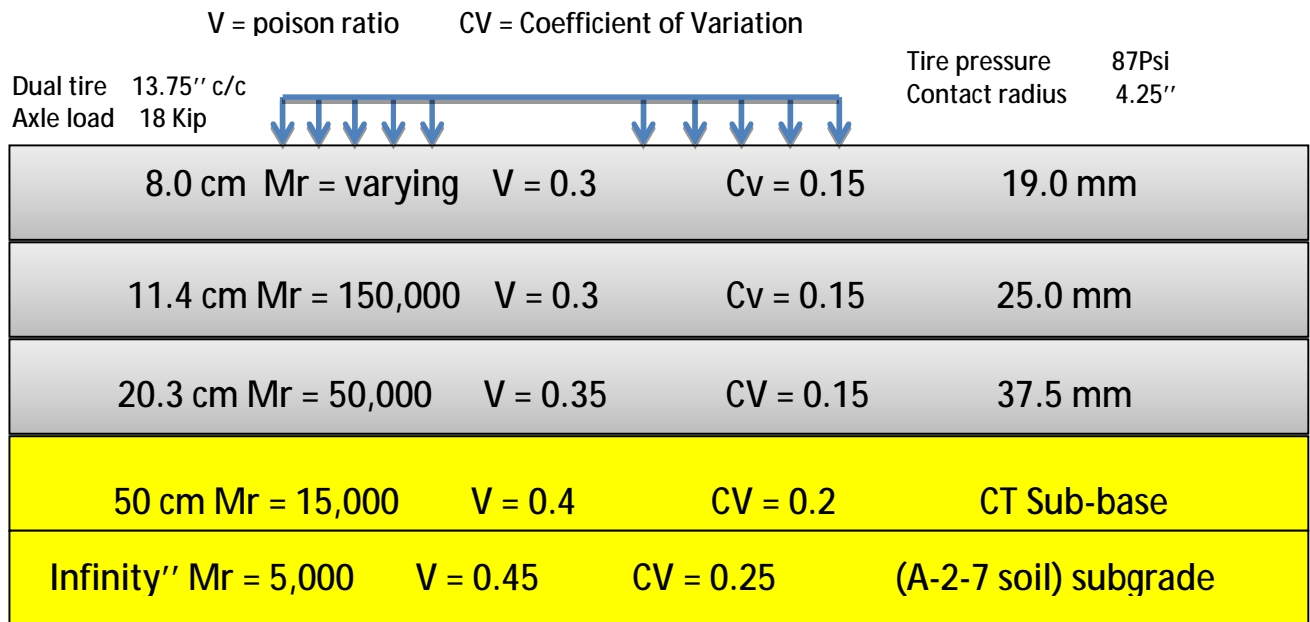 V = poison ratio CV = Coefficient of Variation
Tire pressure 87Psi
Dual tire 13.75′′ c/c
Contact radius 4.25′′
Axle load 18 Kip
8.0 cm Mr = varying V = 0.3 Cv = 0.15 19.0 mm
11.4 cm Mr = 150,000 V = 0.3 Cv = 0.15 25.0 mm
20.3 cm Mr = 50,000 V = 0.35 CV = 0.15 37.5 mm
50 cm Mr = 15,000 V = 0.4 CV = 0.2 CT Sub-base
Infinity′′ Mr = 5,000 V = 0.45 CV = 0.25 (A-2-7 soil) subgrade